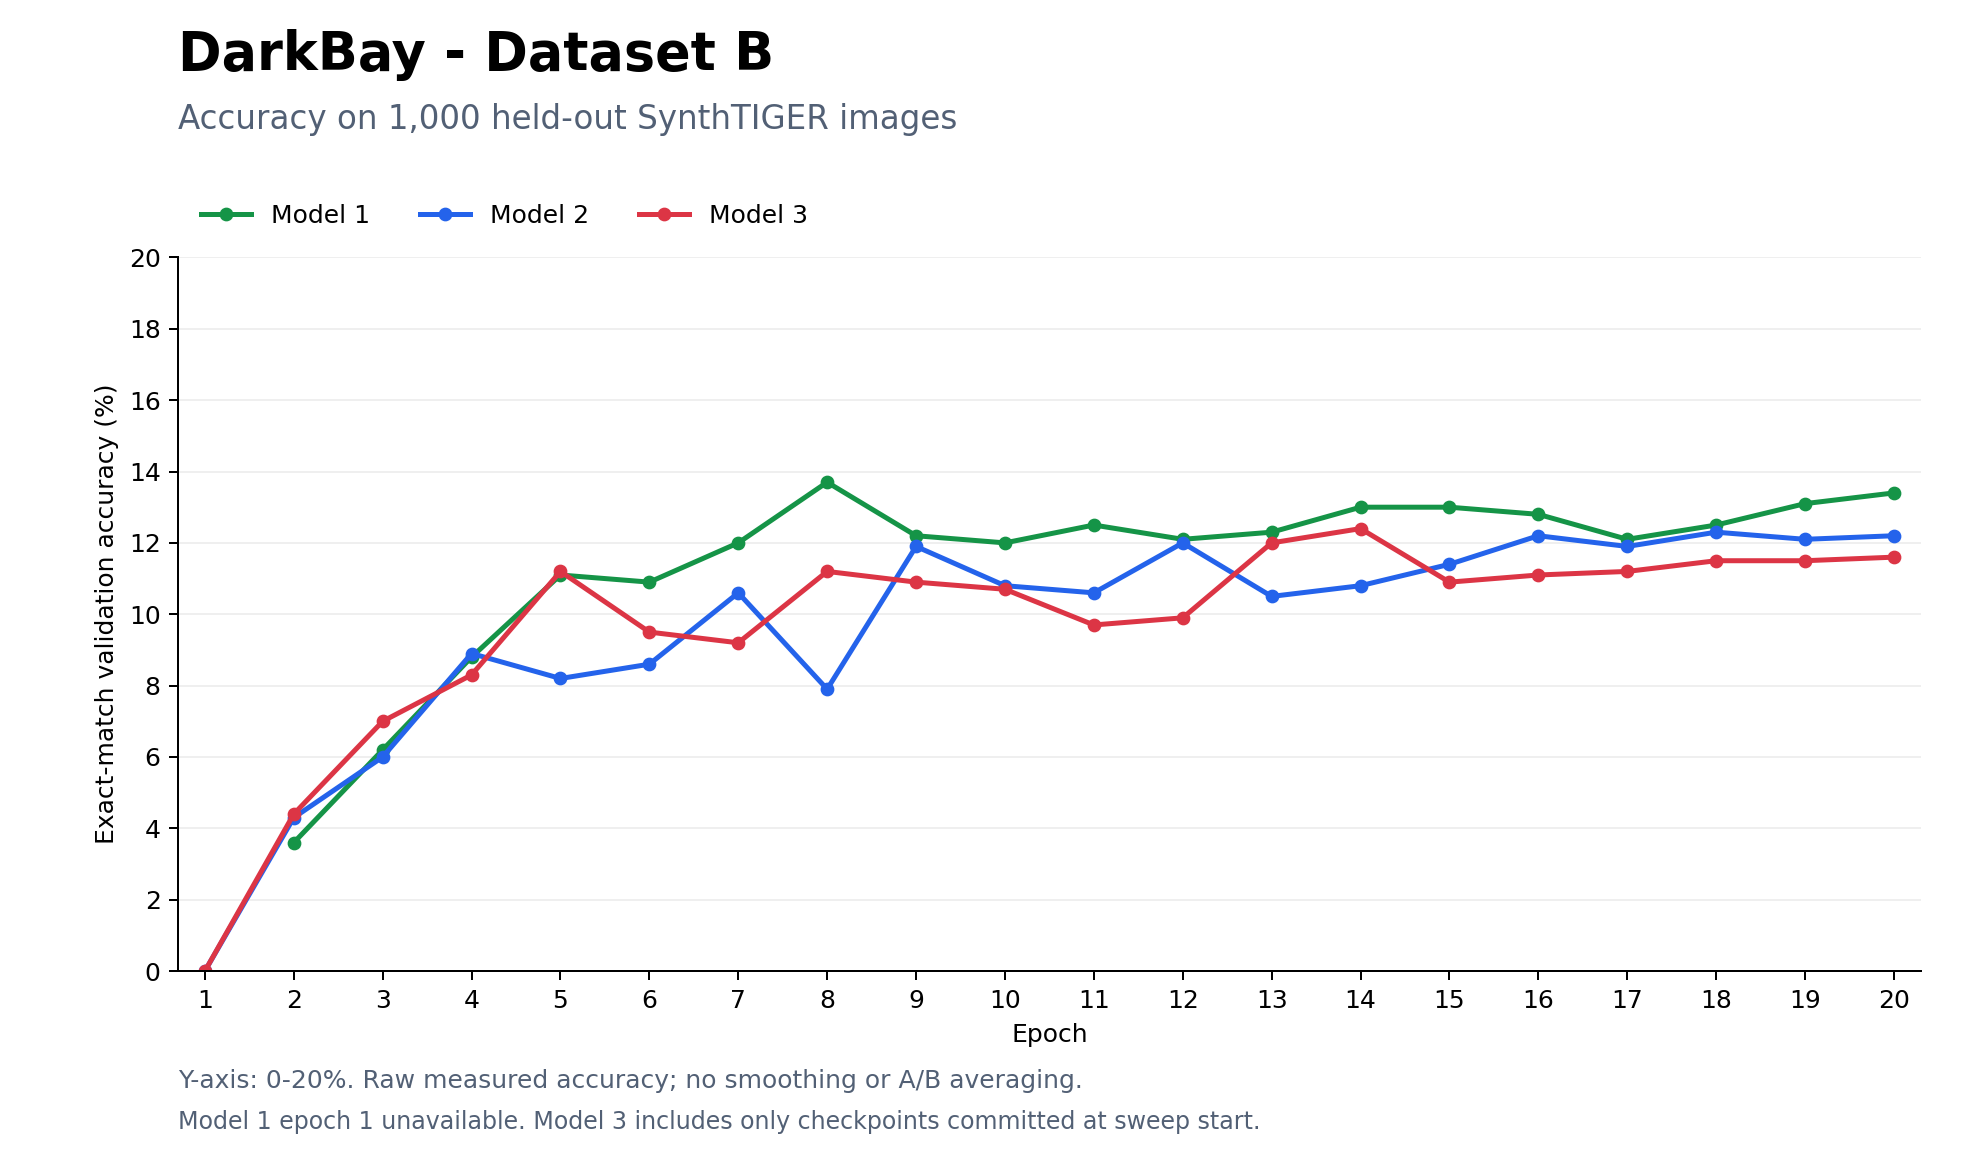 DarkBay - Dataset B
Accuracy on 1,000 held-out SynthTIGER images
Model 1 Model 2 Model 3
20
18
16
14
12
10
8
6
4
2
0
Exact-match validation accuracy (%)
1 2 3 4 5 6 7 8 9 10 11 12 13 14 15 16 17 18 19 20
Epoch
Y-axis: 0-20%. Raw measured accuracy; no smoothing or A/B averaging.
Model 1 epoch 1 unavailable. Model 3 includes only checkpoints committed at sweep start.